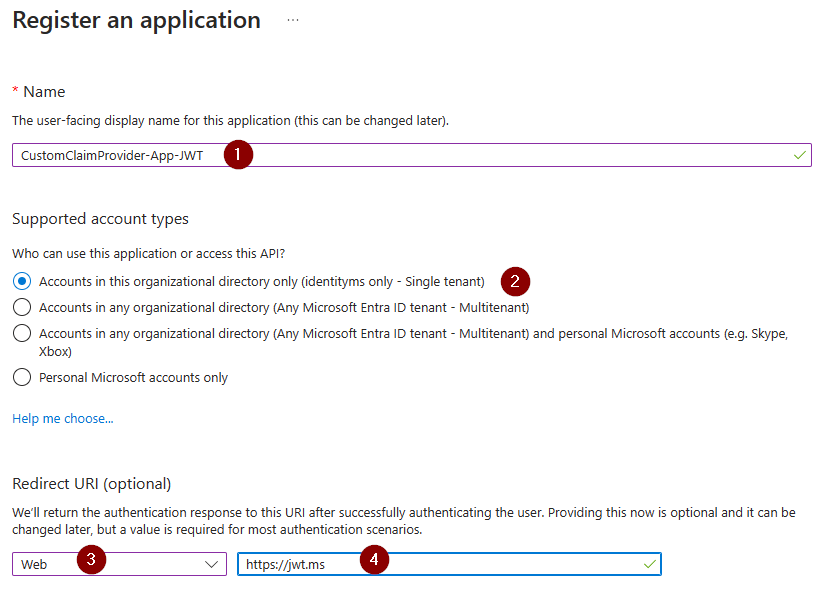 Register an application ...
* Name
The user-facing display name for this application (this can be changed later).
CustomClaimProvider-App-JWT 1
Supported account types
Who can use this application or access this API?
Accounts in this organizational directory only (identityms only - Single tenant) 2
Accounts in any organizational directory (Any Microsoft Entra ID tenant - Multitenant)
Accounts in any organizational directory (Any Microsoft Entra ID tenant - Multitenant) and personal Microsoft accounts (e.g. Skype,
Xbox)
Personal Microsoft accounts only
Help me choose...
Redirect URI (optional)
We'll return the authentication response to this URI after successfully authenticating the user. Providing this now is optional and it can be
changed later, but a value is required for most authentication scenarios.
Web 3 https://jwt.ms 4